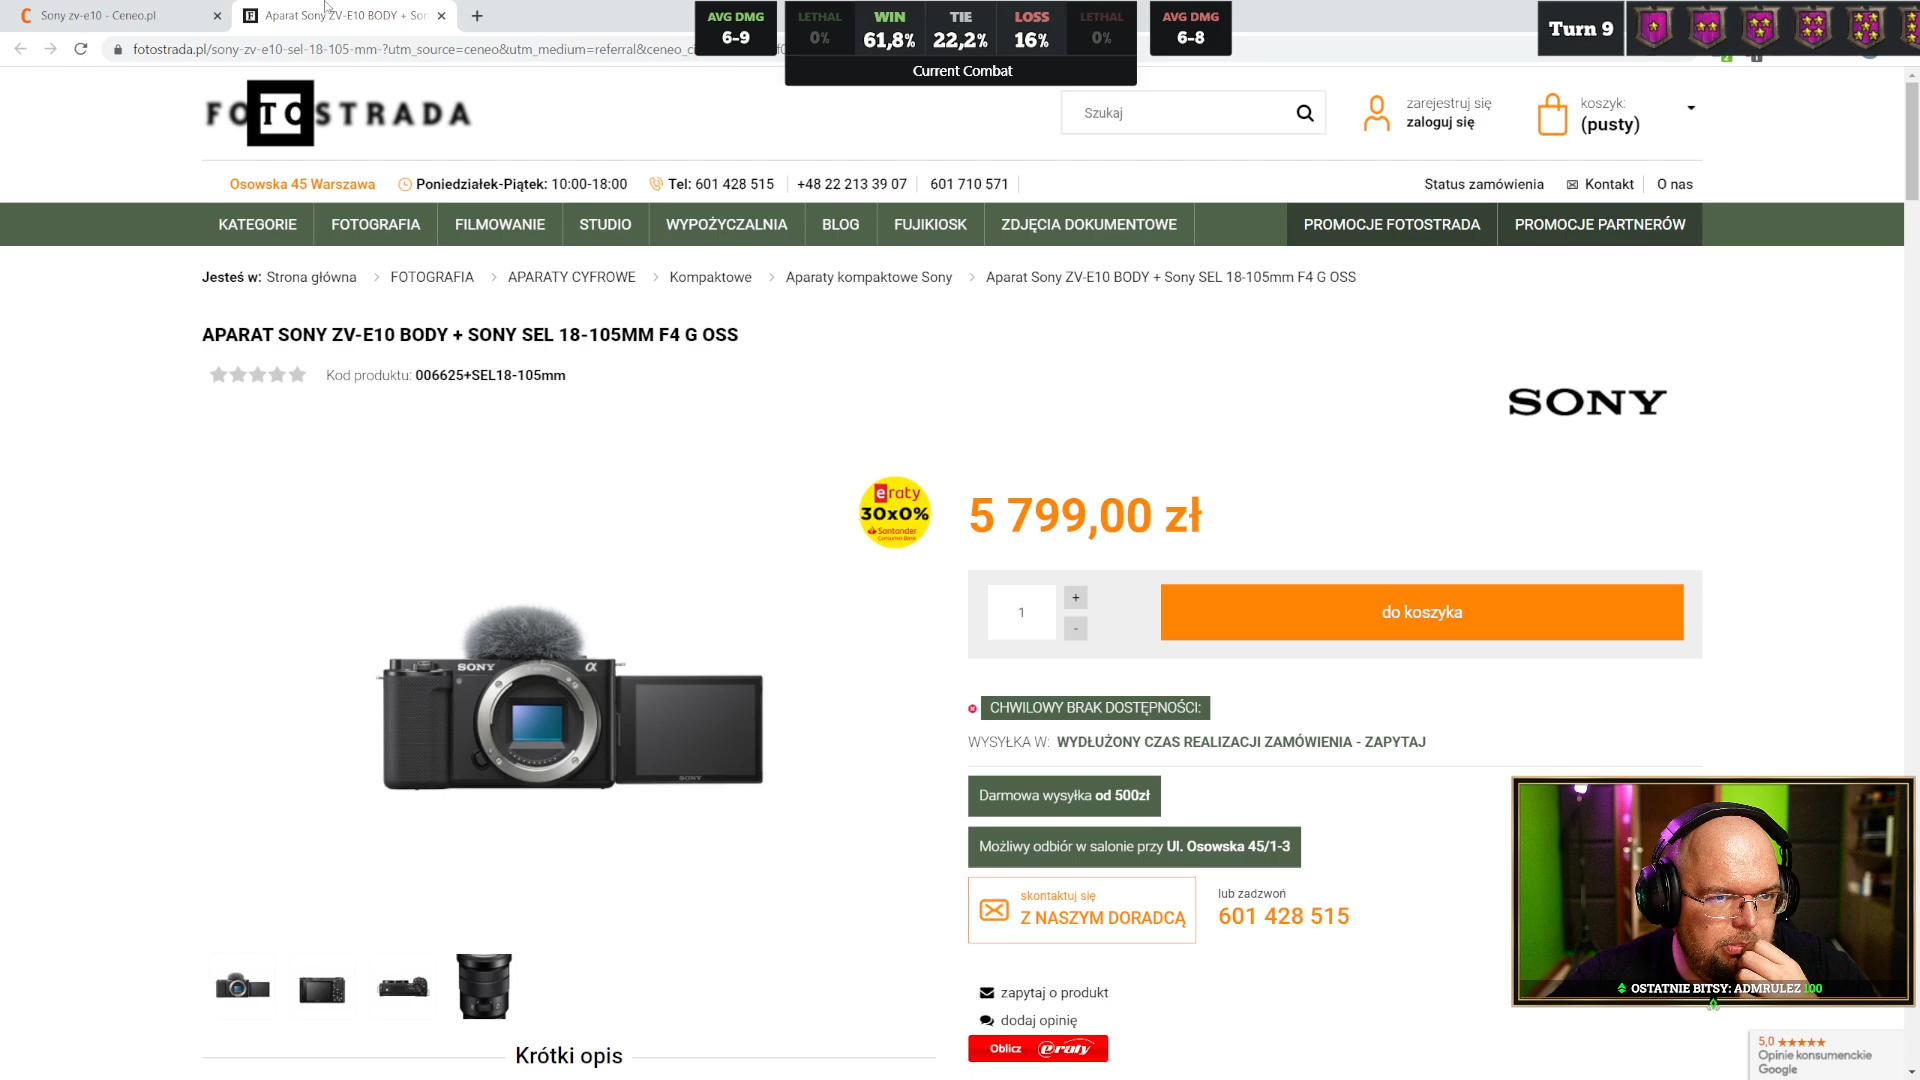 Sony zv-e10 - Ceneo.pl
Aparat Sony ZV-E10 BODY + Son
fotostrada.pl/sony-zv-e10-sel-18-105-mm-?utm_source=ceneo&utm_medium=referral&ceneo_ci
AVG DMG
6-9
LETHAL
0%
WIN
61,8%
TIE
22,2%
LOSS
16%
LETHAL
0%
AVG DMG
6-8
Current Combat
Turn 9
FOTOSTRADA
Szukaj
zarejestruj się
zaloguj się
koszyk:
(pusty)
Osowska 45 Warszawa
Poniedziałek-Piątek: 10:00-18:00
Tel: 601 428 515
+48 22 213 39 07
601 710 571
Status zamówienia
Kontakt
O nas
KATEGORIE
FOTOGRAFIA
FILMOWANIE
STUDIO
WYPOŻYCZALNIA
BLOG
FUJIKIOSK
ZDJĘCIA DOKUMENTOWE
PROMOCJE FOTOSTRADA
PROMOCJE PARTNERÓW
Jesteś w: Strona główna > FOTOGRAFIA > APARATY CYFROWE > Kompaktowe > Aparaty kompaktowe Sony > Aparat Sony ZV-E10 BODY + Sony SEL 18-105mm F4 G OSS
APARAT SONY ZV-E10 BODY + SONY SEL 18-105MM F4 G OSS
Kod produktu: 006625+SEL18-105mm
SONY
eraty
30x0%
Santander
Consumer Bank
5 799,00 zł
1
+
-
do koszyka
SONY
α
SONY
CHWILOWY BRAK DOSTĘPNOŚCI:
WYSYŁKA W: WYDŁUŻONY CZAS REALIZACJI ZAMÓWIENIA - ZAPYTAJ
Darmowa wysyłka od 500zł
Możliwy odbiór w salonie przy Ul. Osowska 45/1-3
skontaktuj się
Z NASZYM DORADCĄ
lub zadzwoń
601 428 515
zapytaj o produkt
dodaj opinię
Oblicz eraty
Krótki opis
OSTATNIE BITSY: ADMRULEZ 100
5,0 ★★★★★
Opinie konsumenckie
Google